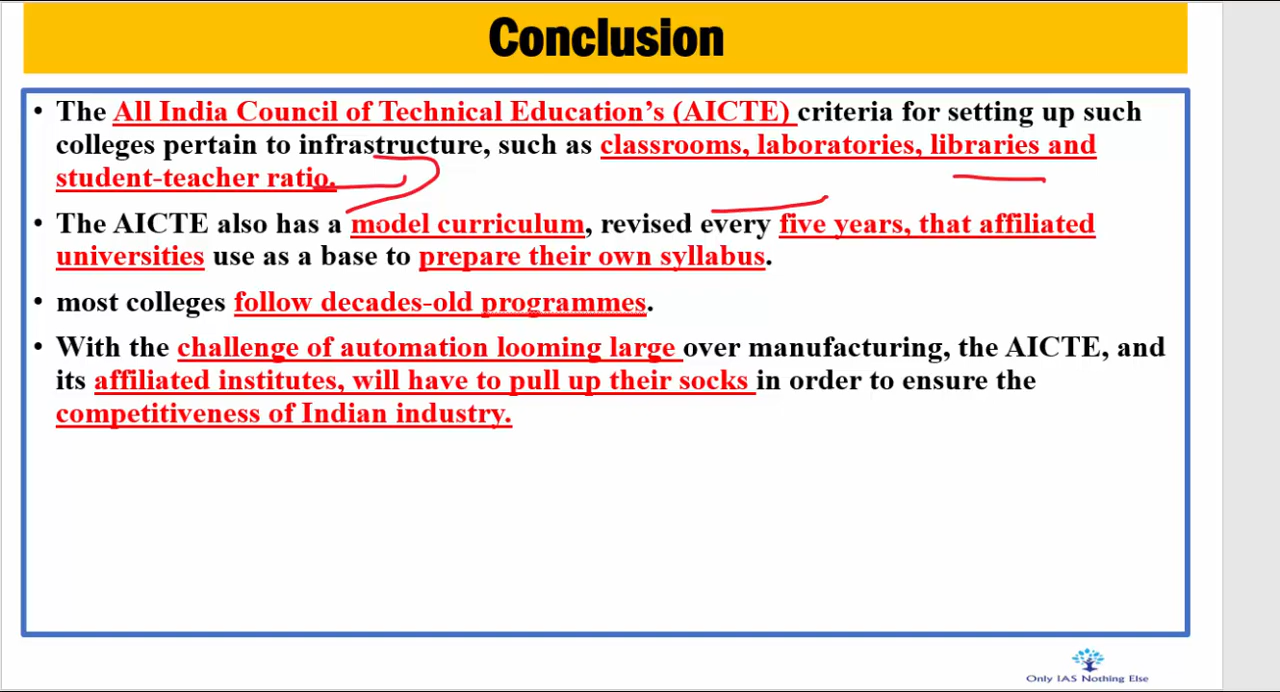 Conclusion
• The All India Council of Technical Education’s (AICTE) criteria for setting up such
colleges pertain to infrastructure, such as classrooms, laboratories, libraries and
student-teacher ratio.
• The AICTE also has a model curriculum, revised every five years, that affiliated
universities use as a base to prepare their own syllabus.
• most colleges follow decades-old programmes.
• With the challenge of automation looming large over manufacturing, the AICTE, and
its affiliated institutes, will have to pull up their socks in order to ensure the
competitiveness of Indian industry.
Only IAS Nothing Else